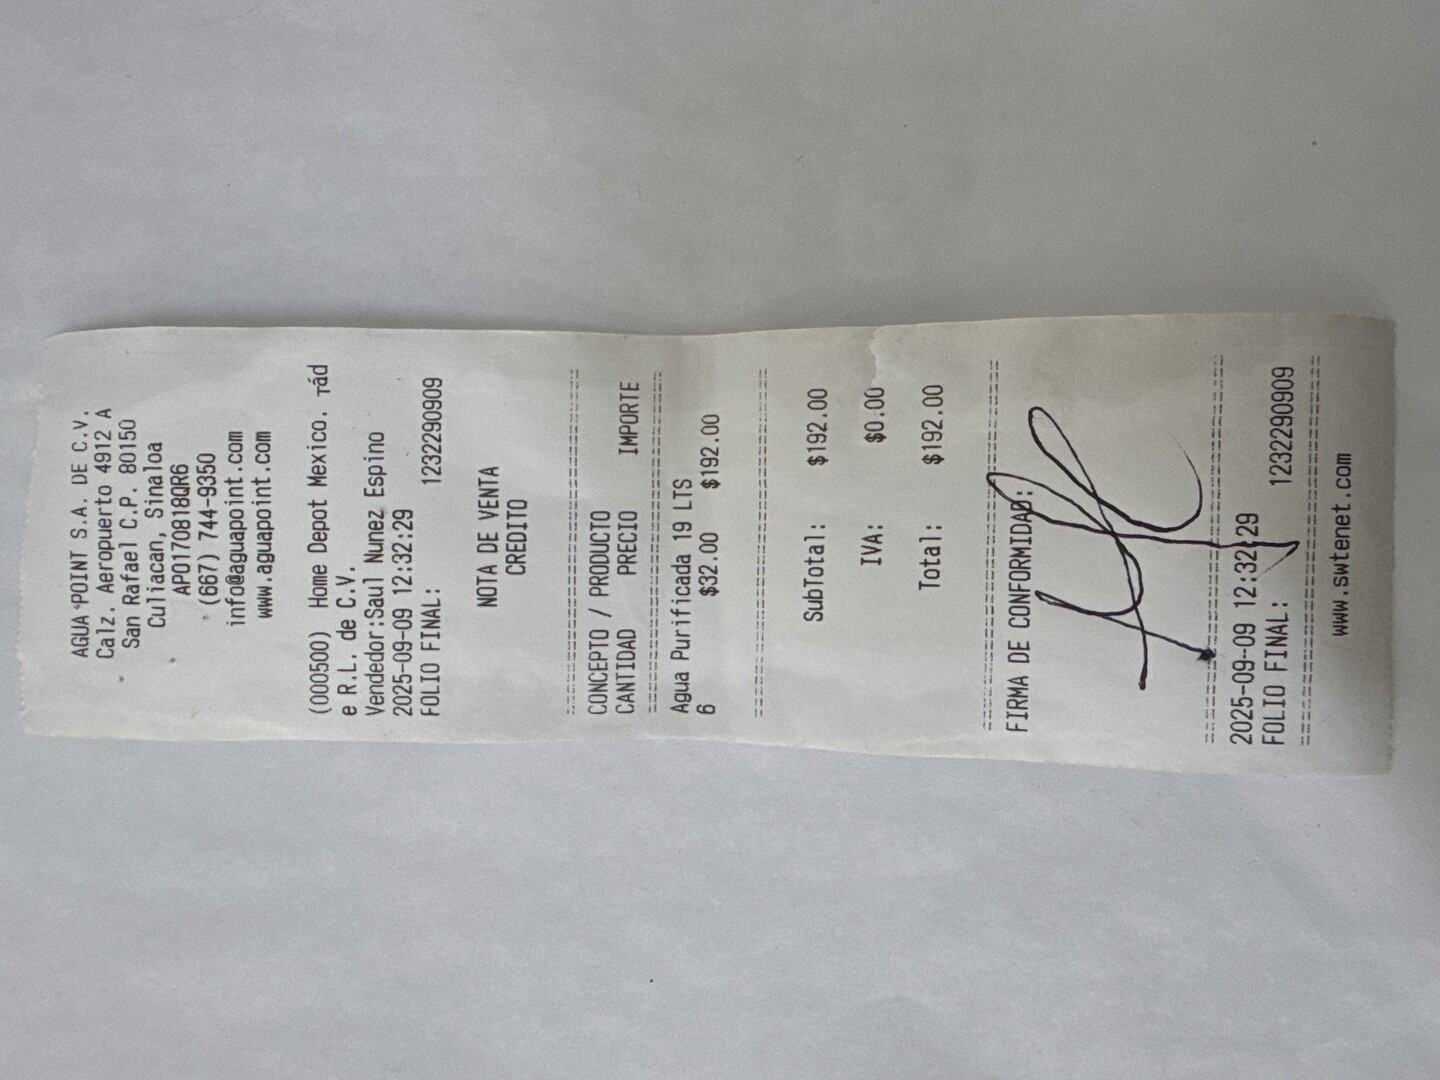 AGUA POINT S.A. DE C.V.
Calz. Aeropuerto 4912 A
San Rafael C.P. 80150
Culiacan, Sinaloa
APO170818QR6
(667) 744-9350
info@aguapoint.com
www.aguapoint.com
(000500) Home Depot Mexico. rád
e R.L. de C.V.
Vendedor:Saul Nunez Espino
2025-09-09 12:32:29
FOLIO FINAL: 1232290909
NOTA DE VENTA
CREDITO
CONCEPTO / PRODUCTO
CANTIDAD PRECIO IMPORTE
Agua Purificada 19 LTS
6 $32.00 $192.00
SubTotal: $192.00
IVA: $0.00
Total: $192.00
FIRMA DE CONFORMIDAD:
2025-09-09 12:32:29
FOLIO FINAL: 1232290909
www.swtenet.com